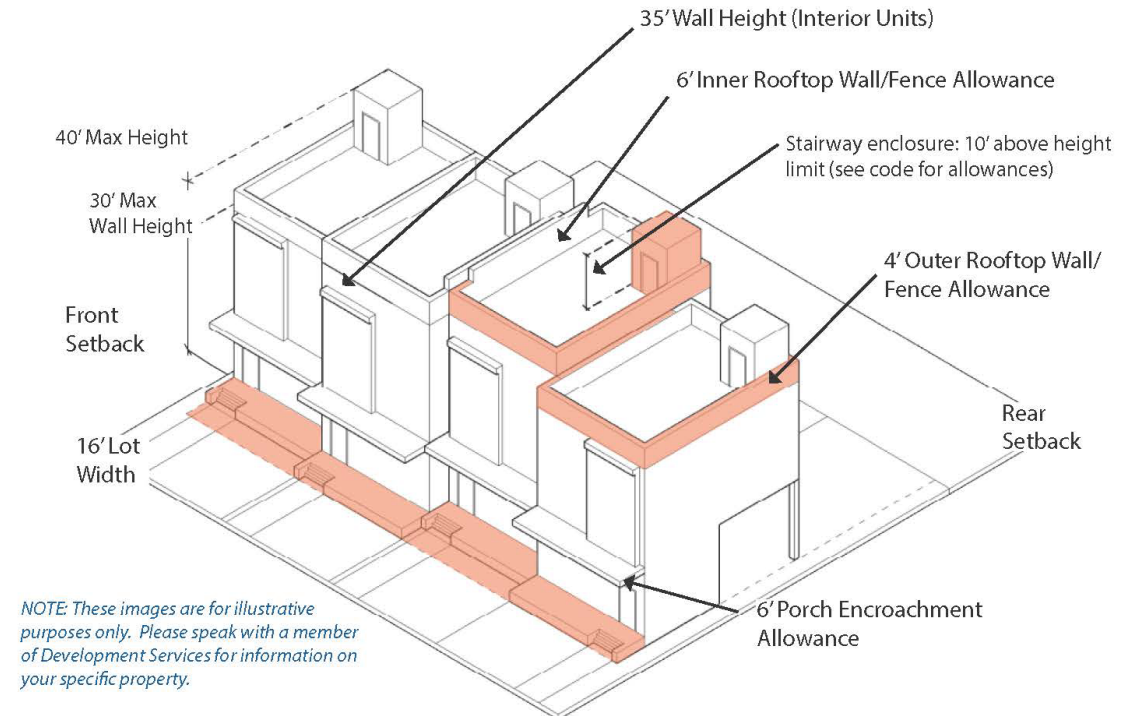 35' Wall Height (Interior Units)
6' Inner Rooftop Wall/Fence Allowance
40' Max Height
Stairway enclosure: 10' above height
limit (see code for allowances)
30' Max
Wall Height
4' Outer Rooftop Wall/
Fence Allowance
Front
Setback
Rear
Setback
16' Lot
Width
6' Porch Encroachment
Allowance
NOTE: These images are for illustrative
purposes only. Please speak with a member
of Development Services for information on
your specific property.